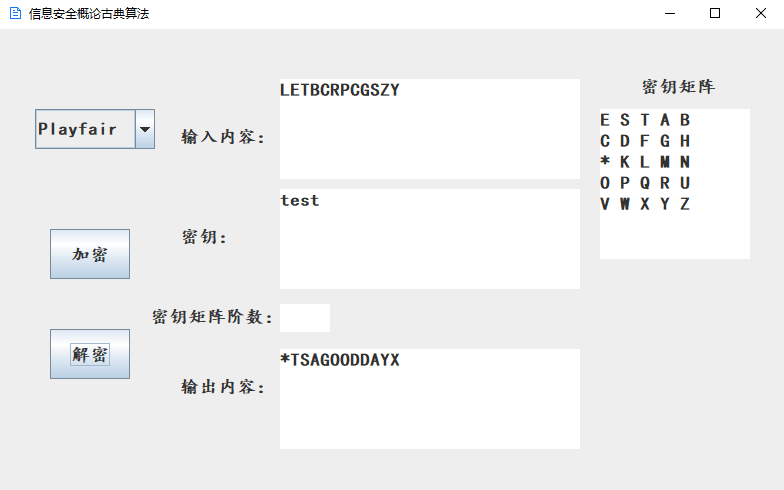 信息安全概论古典算法
Playfair
输入内容：
LETBCRPCGSZY
密钥矩阵
E S T A B
C D F G H
* K L M N
O P Q R U
V W X Y Z
加密
密钥：
test
密钥矩阵阶数：
解密
输出内容：
*TSAGOODDAYX